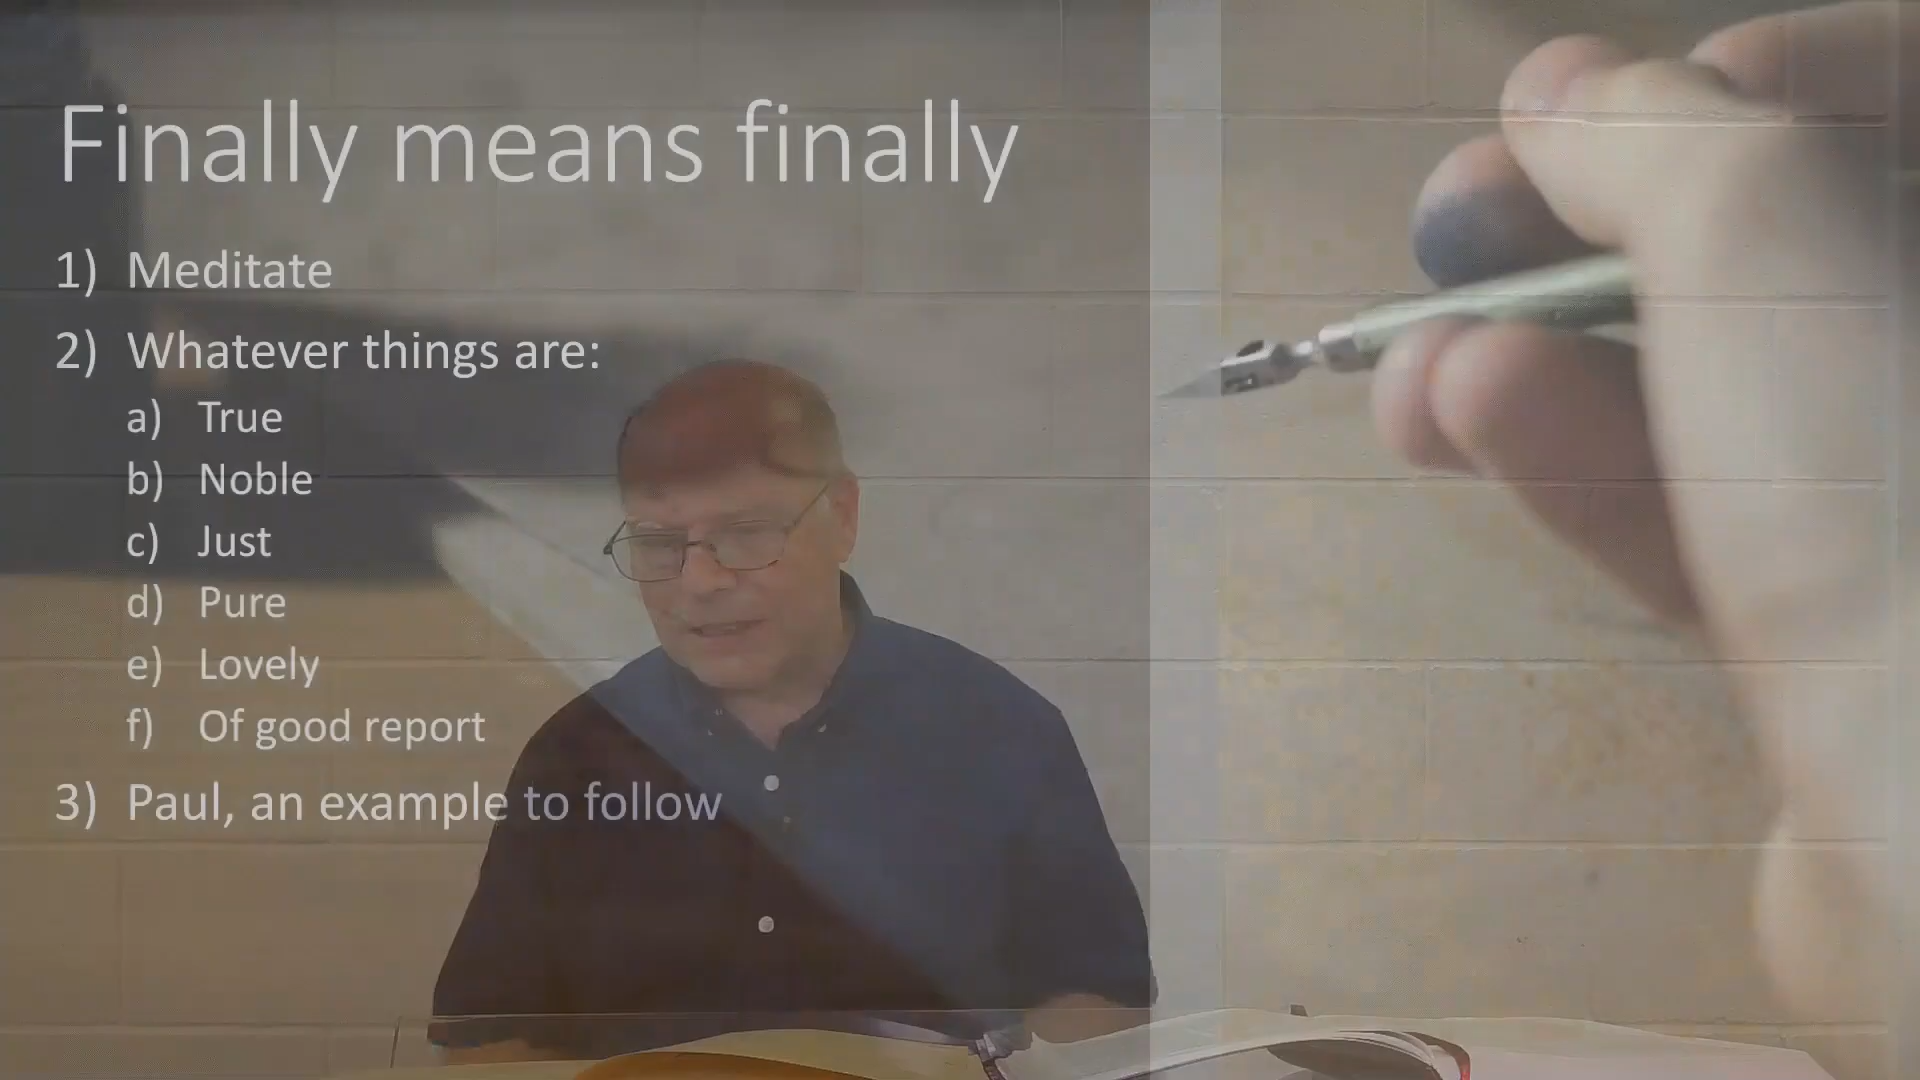 Finally means finally
1) Meditate
2) Whatever things are:
a) True
b) Noble
c) Just
d) Pure
e) Lovely
f) Of good report
3) Paul, an example to follow